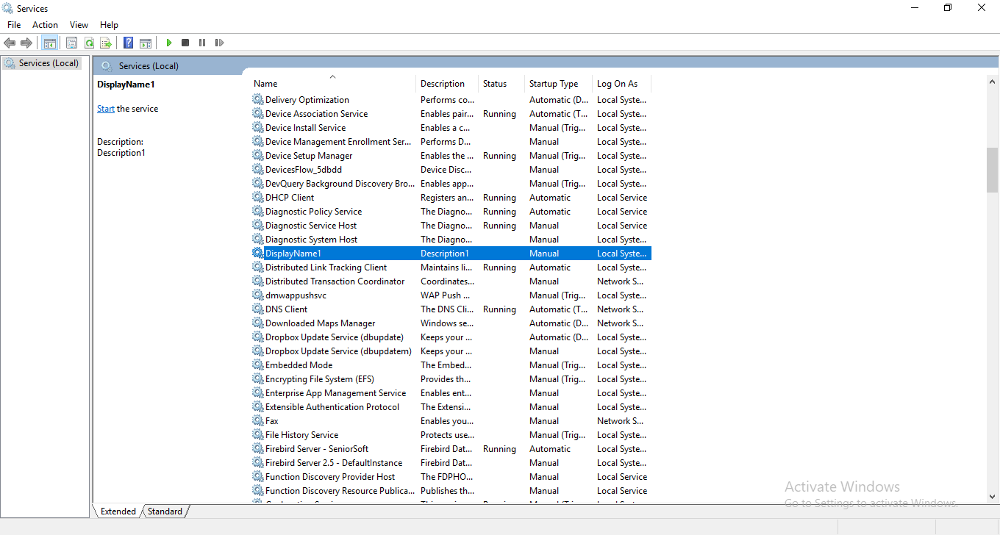 Services
File Action View Help
Services (Local)
Services (Local)
DisplayName1
Start the service
Description:
Description1
Name Description Status Startup Type Log On As
Delivery Optimization Performs co... Automatic (D... Local Syste...
Device Association Service Enables pair... Running Automatic (T... Local Syste...
Device Install Service Enables a c... Manual (Trig... Local Syste...
Device Management Enrollment Ser... Performs D... Manual Local Syste...
Device Setup Manager Enables the ... Running Manual (Trig... Local Syste...
DevicesFlow_5dbdd Device Disc... Manual Local Syste...
DevQuery Background Discovery Bro... Enables app... Manual (Trig... Local Syste...
DHCP Client Registers an... Running Automatic Local Service
Diagnostic Policy Service The Diagno... Running Automatic Local Service
Diagnostic Service Host The Diagno... Running Manual Local Service
Diagnostic System Host The Diagno... Manual Local Syste...
DisplayName1 Description1 Manual Local Syste...
Distributed Link Tracking Client Maintains li... Running Automatic Local Syste...
Distributed Transaction Coordinator Coordinates... Manual Network S...
dmwappushsvc WAP Push ... Manual (Trig... Local Syste...
DNS Client The DNS Cli... Running Automatic (T... Network S...
Downloaded Maps Manager Windows se... Automatic (D... Network S...
Dropbox Update Service (dbupdate) Keeps your ... Automatic (D... Local Syste...
Dropbox Update Service (dbupdatem) Keeps your ... Manual Local Syste...
Embedded Mode The Embed... Manual (Trig... Local Syste...
Encrypting File System (EFS) Provides th... Manual (Trig... Local Syste...
Enterprise App Management Service Enables ent... Manual Local Syste...
Extensible Authentication Protocol The Extensi... Manual Local Syste...
Fax Enables you... Manual Network S...
File History Service Protects use... Manual (Trig... Local Syste...
Firebird Server - SeniorSoft Firebird Dat... Running Automatic Local Syste...
Firebird Server 2.5 - DefaultInstance Firebird Dat... Manual Local Syste...
Function Discovery Provider Host The FDPHO... Manual Local Service
Function Discovery Resource Publica... Publishes th... Manual Local Service
Activate Windows
Go to Settings to activate Windows.
Extended Standard